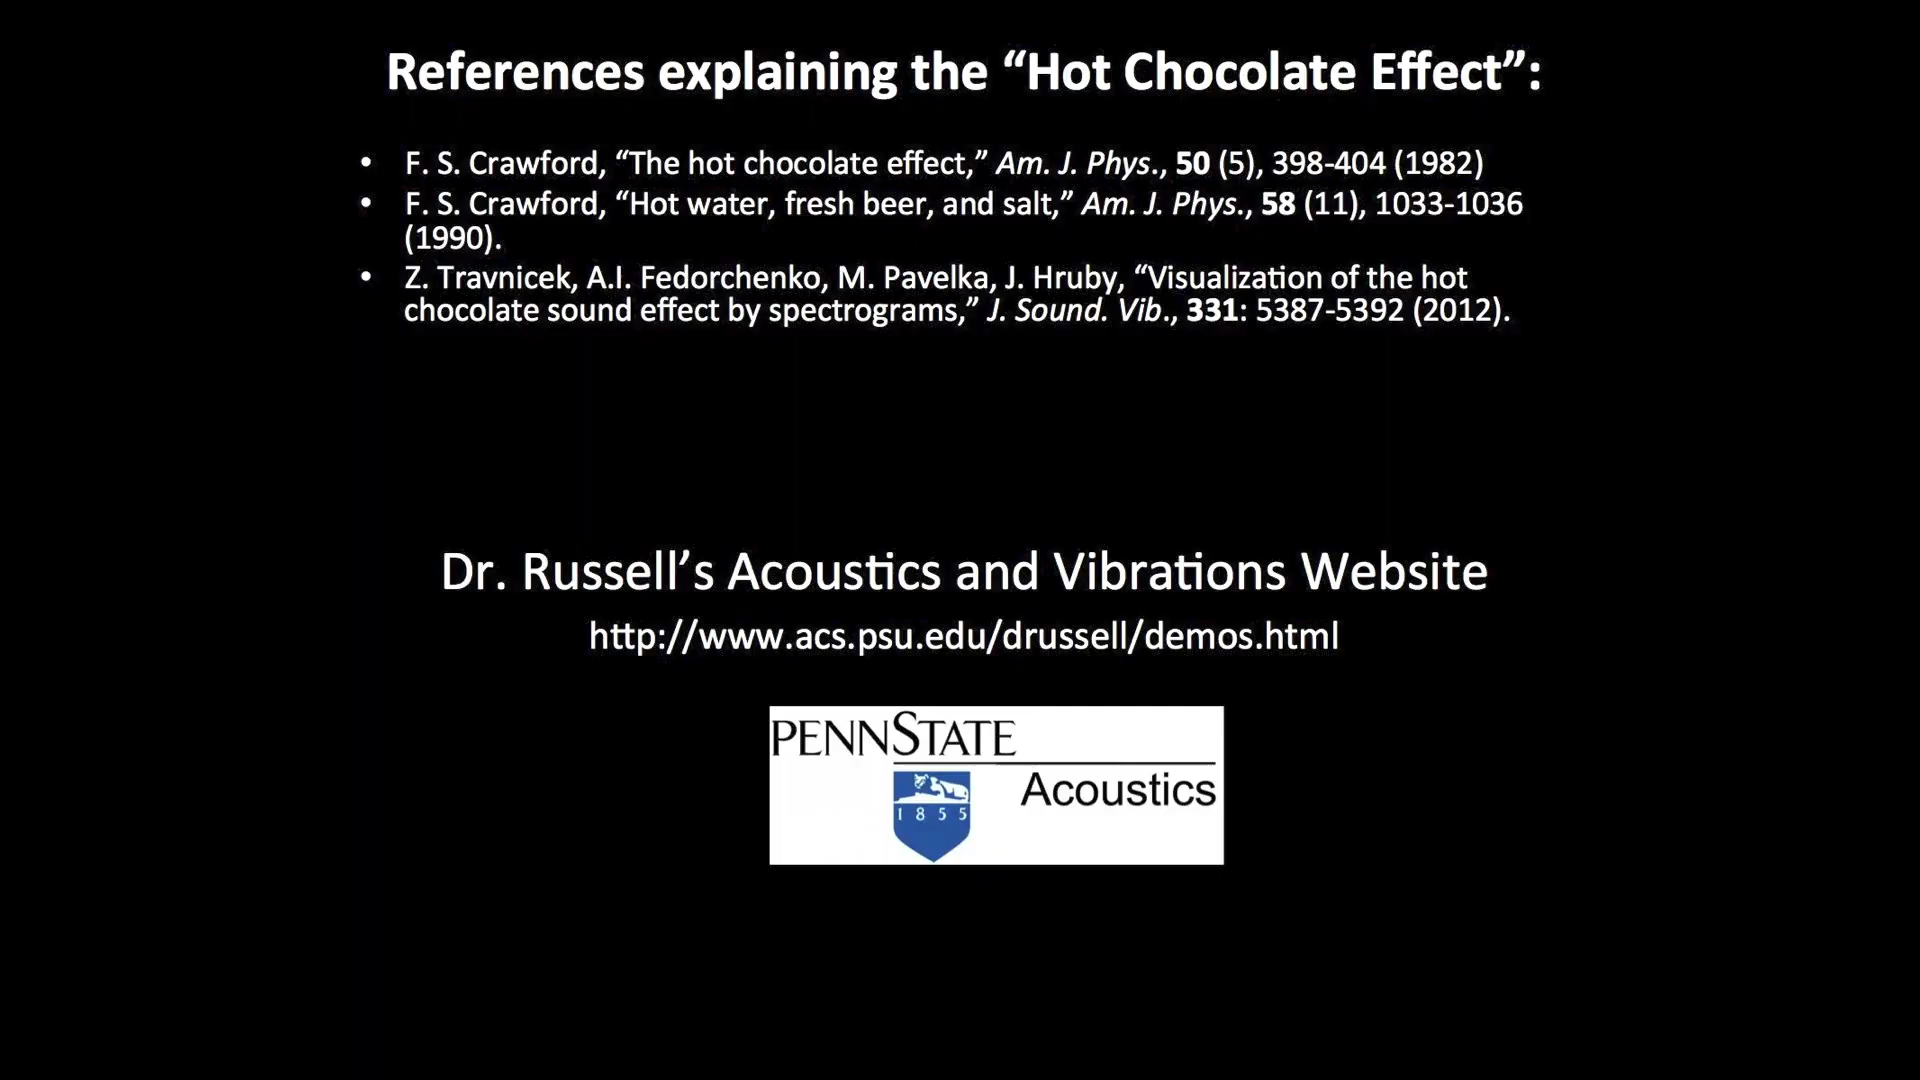 References explaining the “Hot Chocolate Effect”:
• F. S. Crawford, “The hot chocolate effect,” Am. J. Phys., 50 (5), 398-404 (1982)
• F. S. Crawford, “Hot water, fresh beer, and salt,” Am. J. Phys., 58 (11), 1033-1036
(1990).
• Z. Travnicek, A.I. Fedorchenko, M. Pavelka, J. Hruby, “Visualization of the hot
chocolate sound effect by spectrograms,” J. Sound. Vib., 331: 5387-5392 (2012).
Dr. Russell’s Acoustics and Vibrations Website
http://www.acs.psu.edu/drussell/demos.html
PENNSTATE
Acoustics
1855